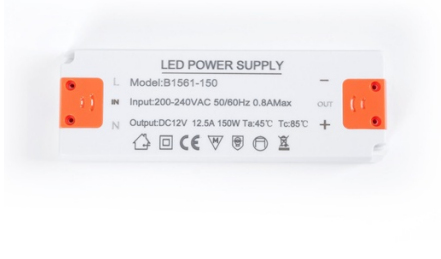 LED POWER SUPPLY
L Model:B1561-150 −
IN Input:200-240VAC 50/60Hz 0.8AMax OUT
N Output:DC12V 12.5A 150W Ta:45℃ Tc:85℃ +
CE M